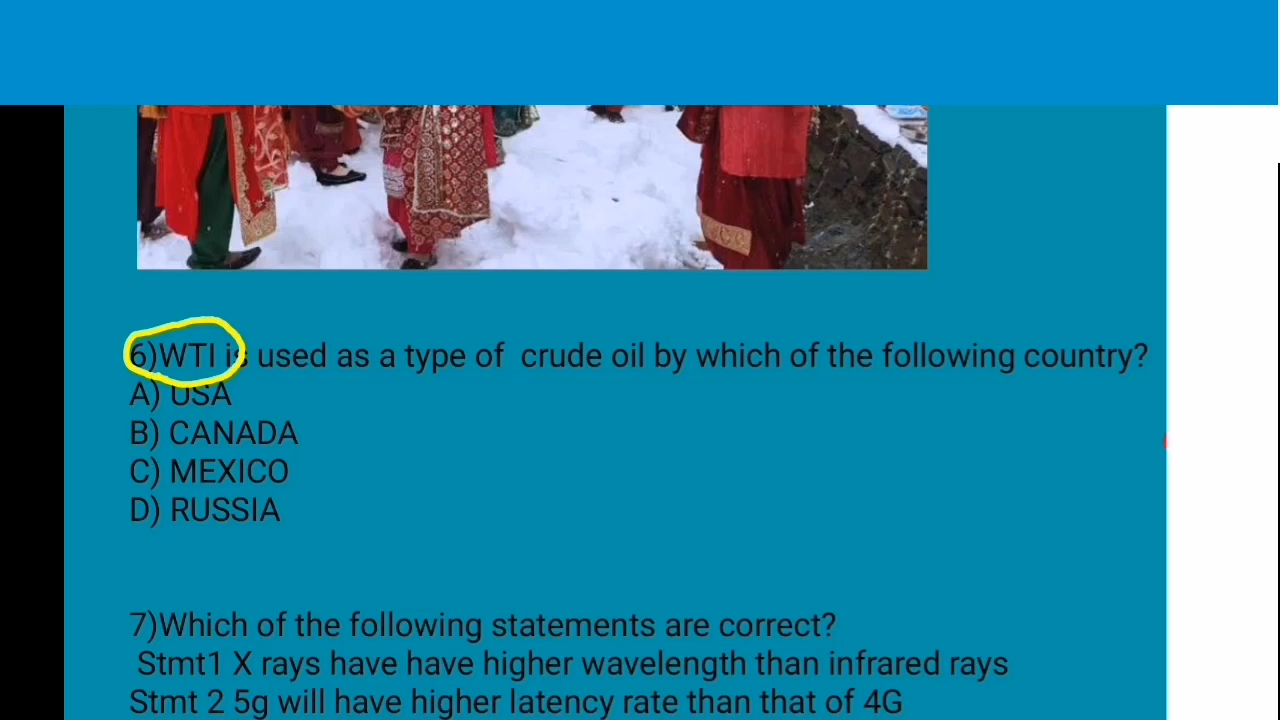 6)WTI is used as a type of crude oil by which of the following country?
A) USA
B) CANADA
C) MEXICO
D) RUSSIA
7)Which of the following statements are correct?
Stmt1 X rays have have higher wavelength than infrared rays
Stmt 2 5g will have higher latency rate than that of 4G